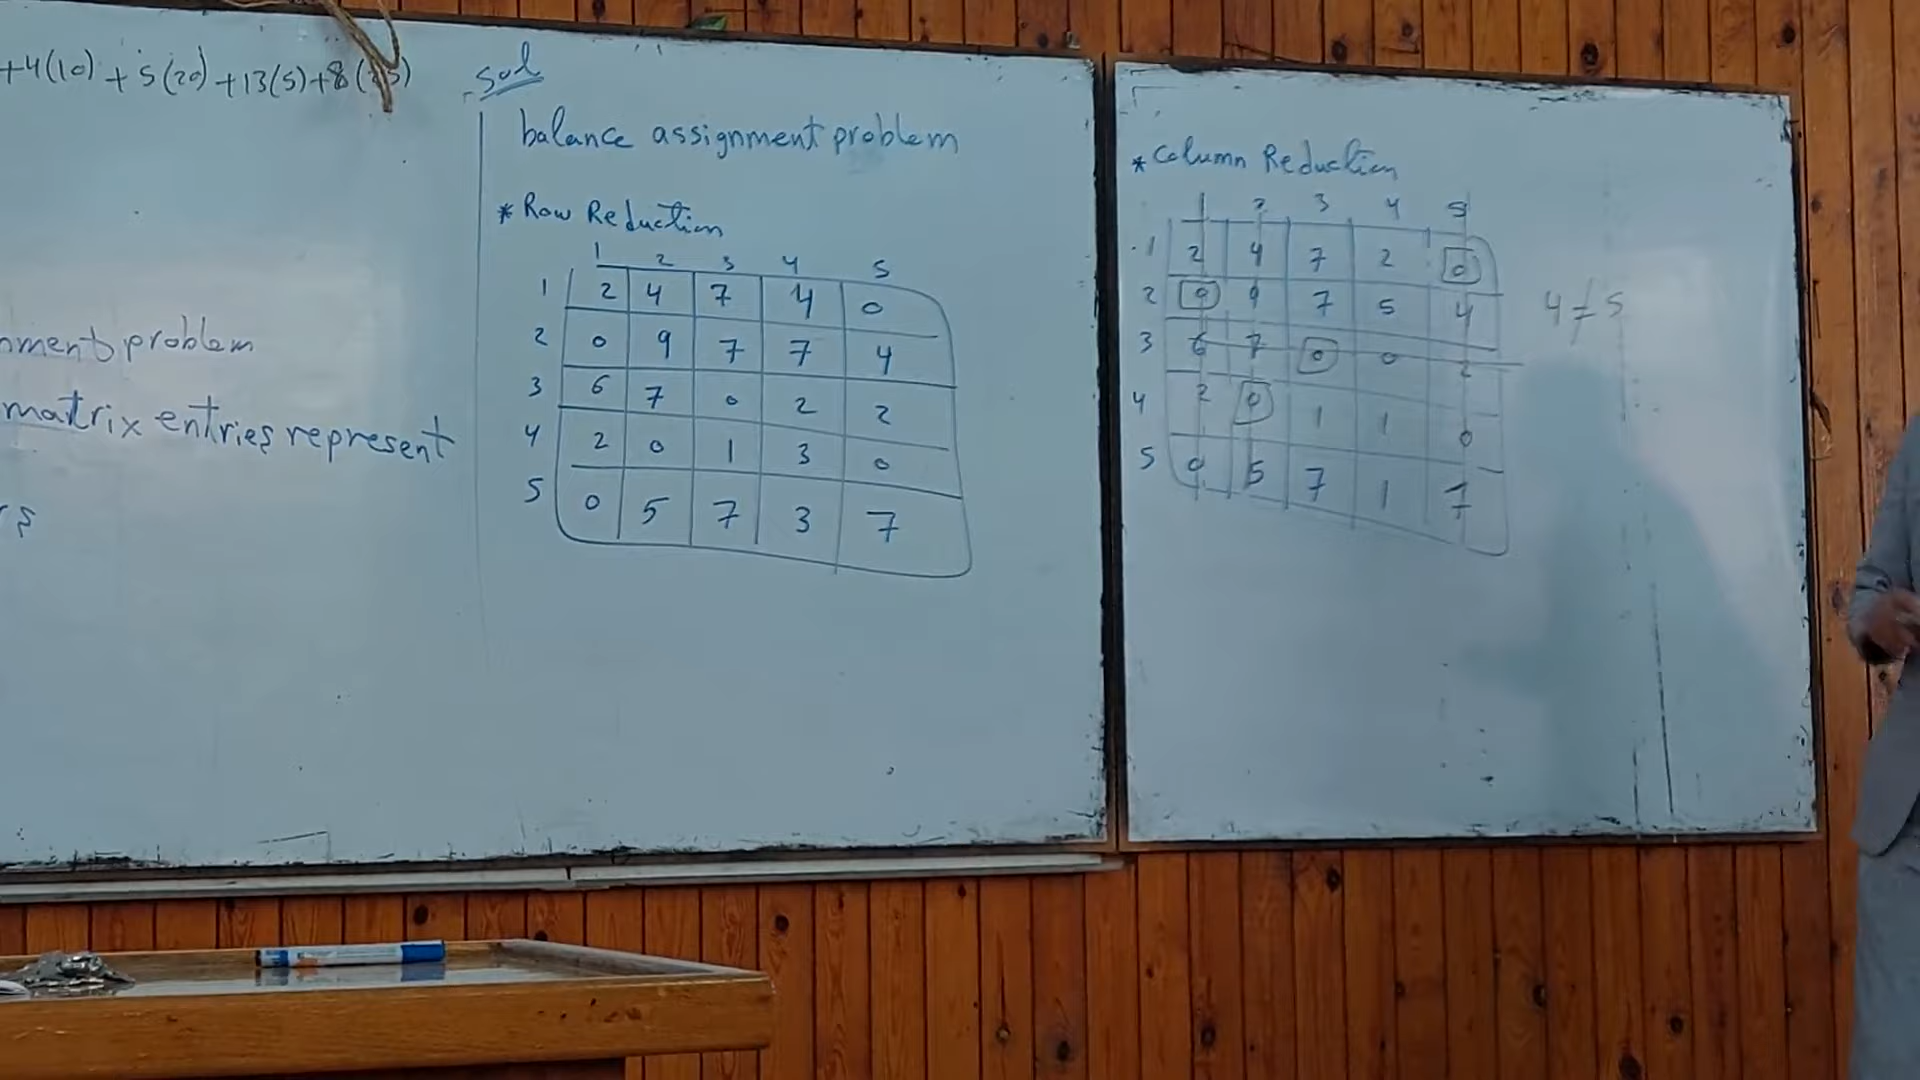 +4(10) + 5(20) +13(5)+8(
nment problem
matrix entries represent
sol
balance assignment problem
* Row Reduction
1 2 3 4 5
1 2 4 7 4 0
2 0 9 7 7 4
3 6 7 0 2 2
4 2 0 1 3 0
5 0 5 7 3 7
* Column Reduction
1 2 3 4 5
1 2 4 7 2 0
2 0 9 7 5 4
3 6 7 0 0 2
4 2 0 1 1 0
5 0 5 7 1 7
4 ≠ 5